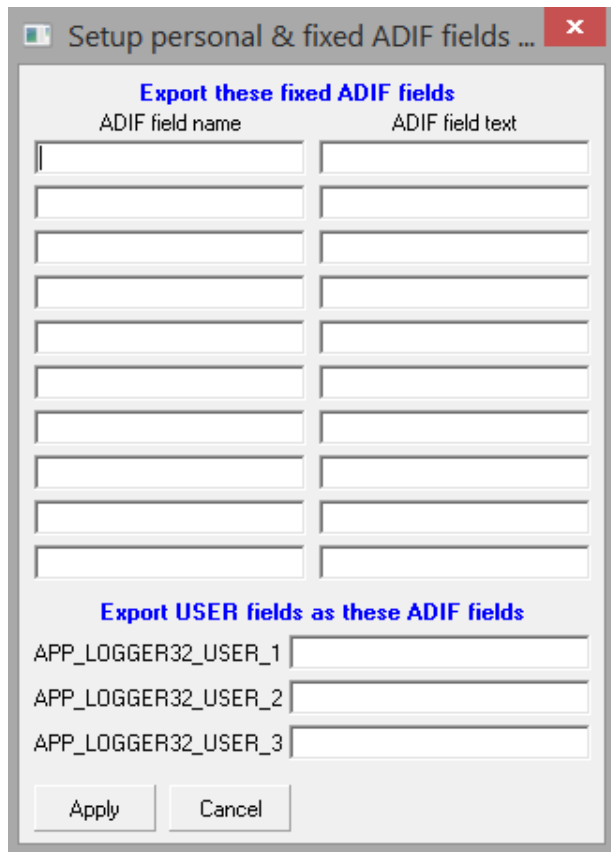 Setup personal & fixed ADIF fields ...
Export these fixed ADIF fields
ADIF field name ADIF field text
Export USER fields as these ADIF fields
APP_LOGGER32_USER_1
APP_LOGGER32_USER_2
APP_LOGGER32_USER_3
Apply Cancel